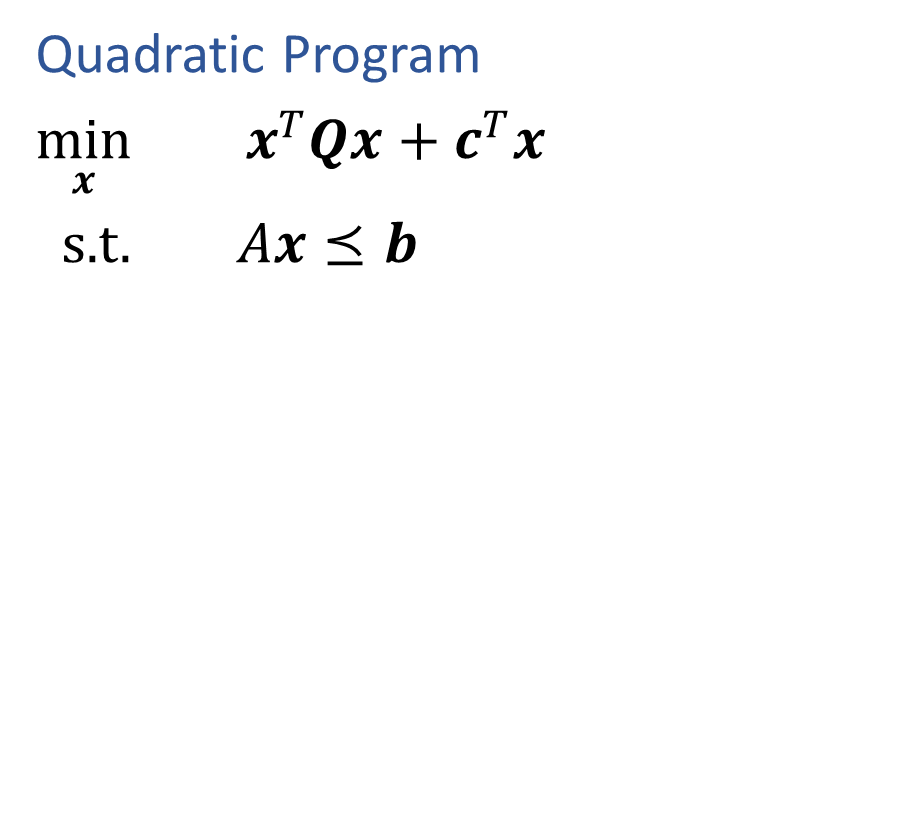 Quadratic Program
min 𝒙ᵀ𝑸𝒙 + 𝒄ᵀ𝒙
𝒙
s.t. 𝐴𝒙 ⪯ 𝒃